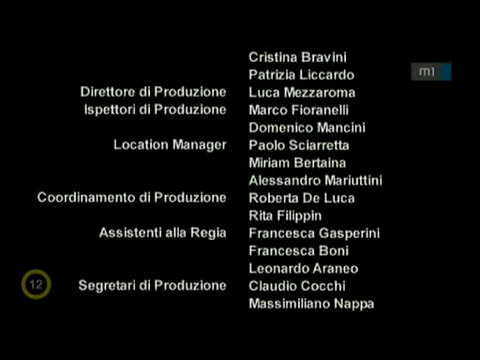 Cristina Bravini
Patrizia Liccardo
m1
Direttore di Produzione Luca Mezzaroma
Ispettori di Produzione Marco Fioranelli
Domenico Mancini
Location Manager Paolo Sciarretta
Miriam Bertaina
Alessandro Mariuttini
Coordinamento di Produzione Roberta De Luca
Rita Filippin
Assistenti alla Regia Francesca Gasperini
Francesca Boni
Leonardo Araneo
12
Segretari di Produzione Claudio Cocchi
Massimiliano Nappa